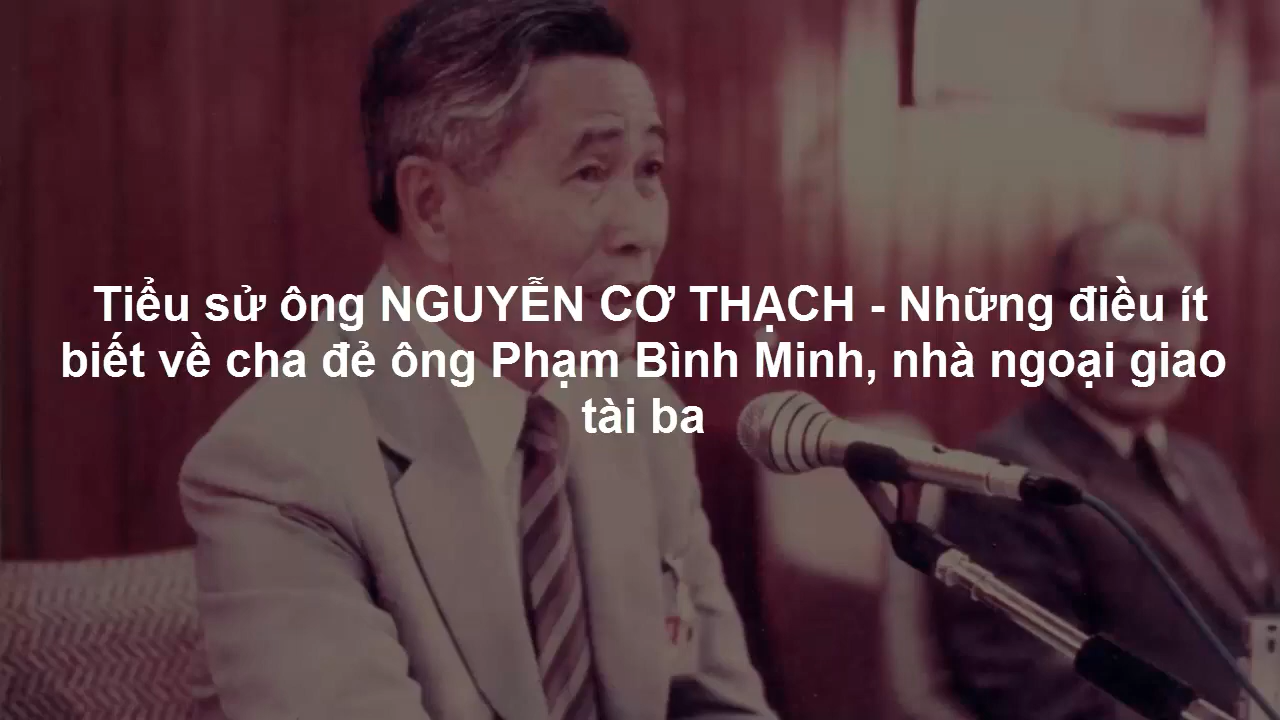 Tiểu sử ông NGUYỄN CƠ THẠCH - Những điều ít
biết về cha đẻ ông Phạm Bình Minh, nhà ngoại giao
tài ba